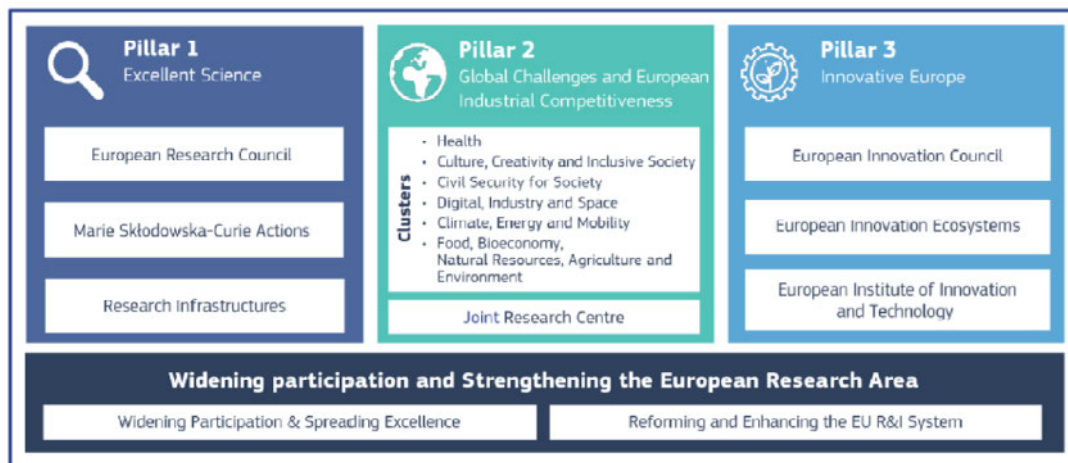 Pillar 1
Excellent Science
European Research Council
Marie Skłodowska-Curie Actions
Research Infrastructures
Pillar 2
Global Challenges and European
Industrial Competitiveness
Clusters
• Health
• Culture, Creativity and Inclusive Society
• Civil Security for Society
• Digital, Industry and Space
• Climate, Energy and Mobility
• Food, Bioeconomy,
Natural Resources, Agriculture and
Environment
Joint Research Centre
Pillar 3
Innovative Europe
European Innovation Council
European Innovation Ecosystems
European Institute of Innovation
and Technology
Widening participation and Strengthening the European Research Area
Widening Participation & Spreading Excellence
Reforming and Enhancing the EU R&I System